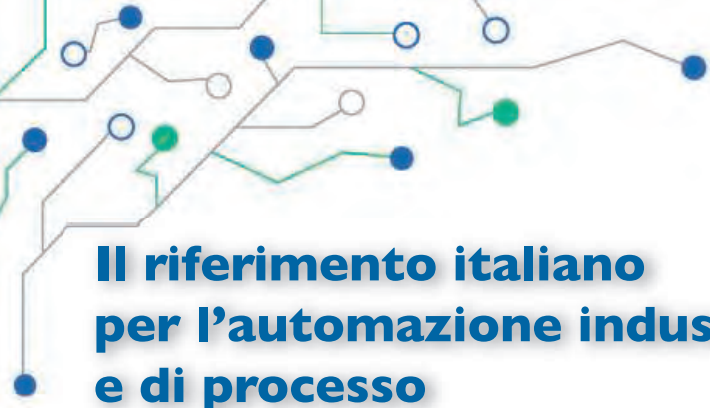 Il riferimento italiano
per l’automazione indus
e di processo